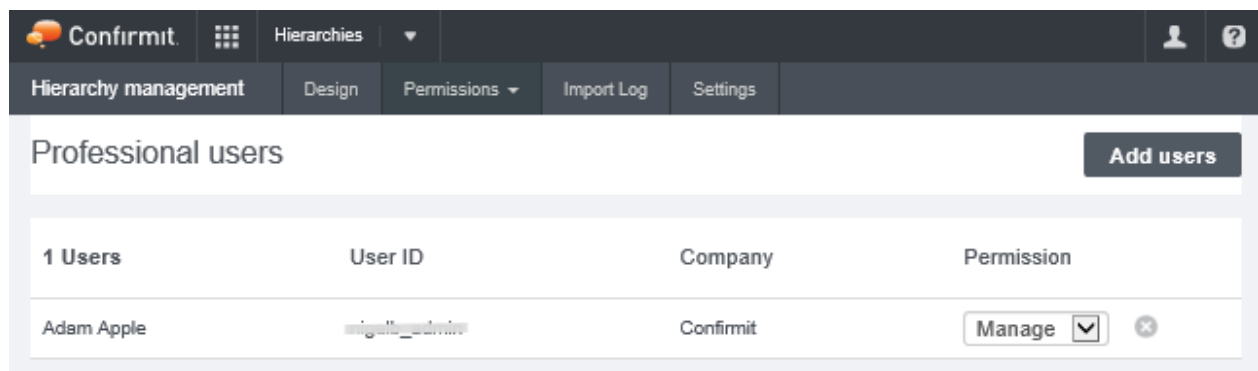 Confirmit. Hierarchies
Hierarchy management Design Permissions Import Log Settings
Professional users Add users
1 Users User ID Company Permission
Adam Apple Confirmit Manage